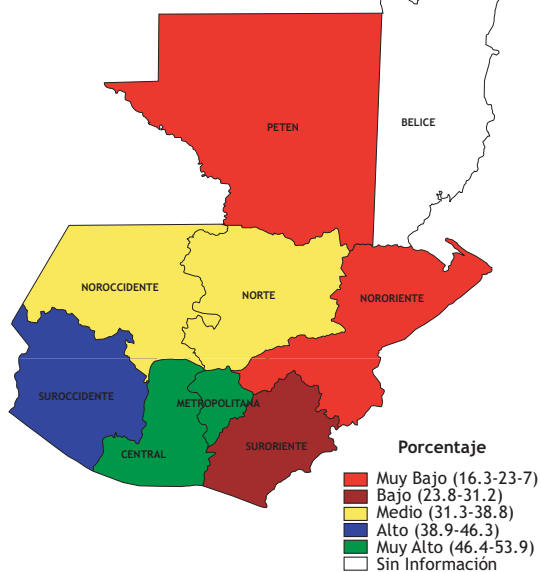 PETEN
BELICE
NOROCCIDENTE
NORTE
NORORIENTE
SUROCCIDENTE
METROPOLITANA
CENTRAL
SURORIENTE
Porcentaje
Muy Bajo (16.3-23-7)
Bajo (23.8-31.2)
Medio (31.3-38.8)
Alto (38.9-46.3)
Muy Alto (46.4-53.9)
Sin Información